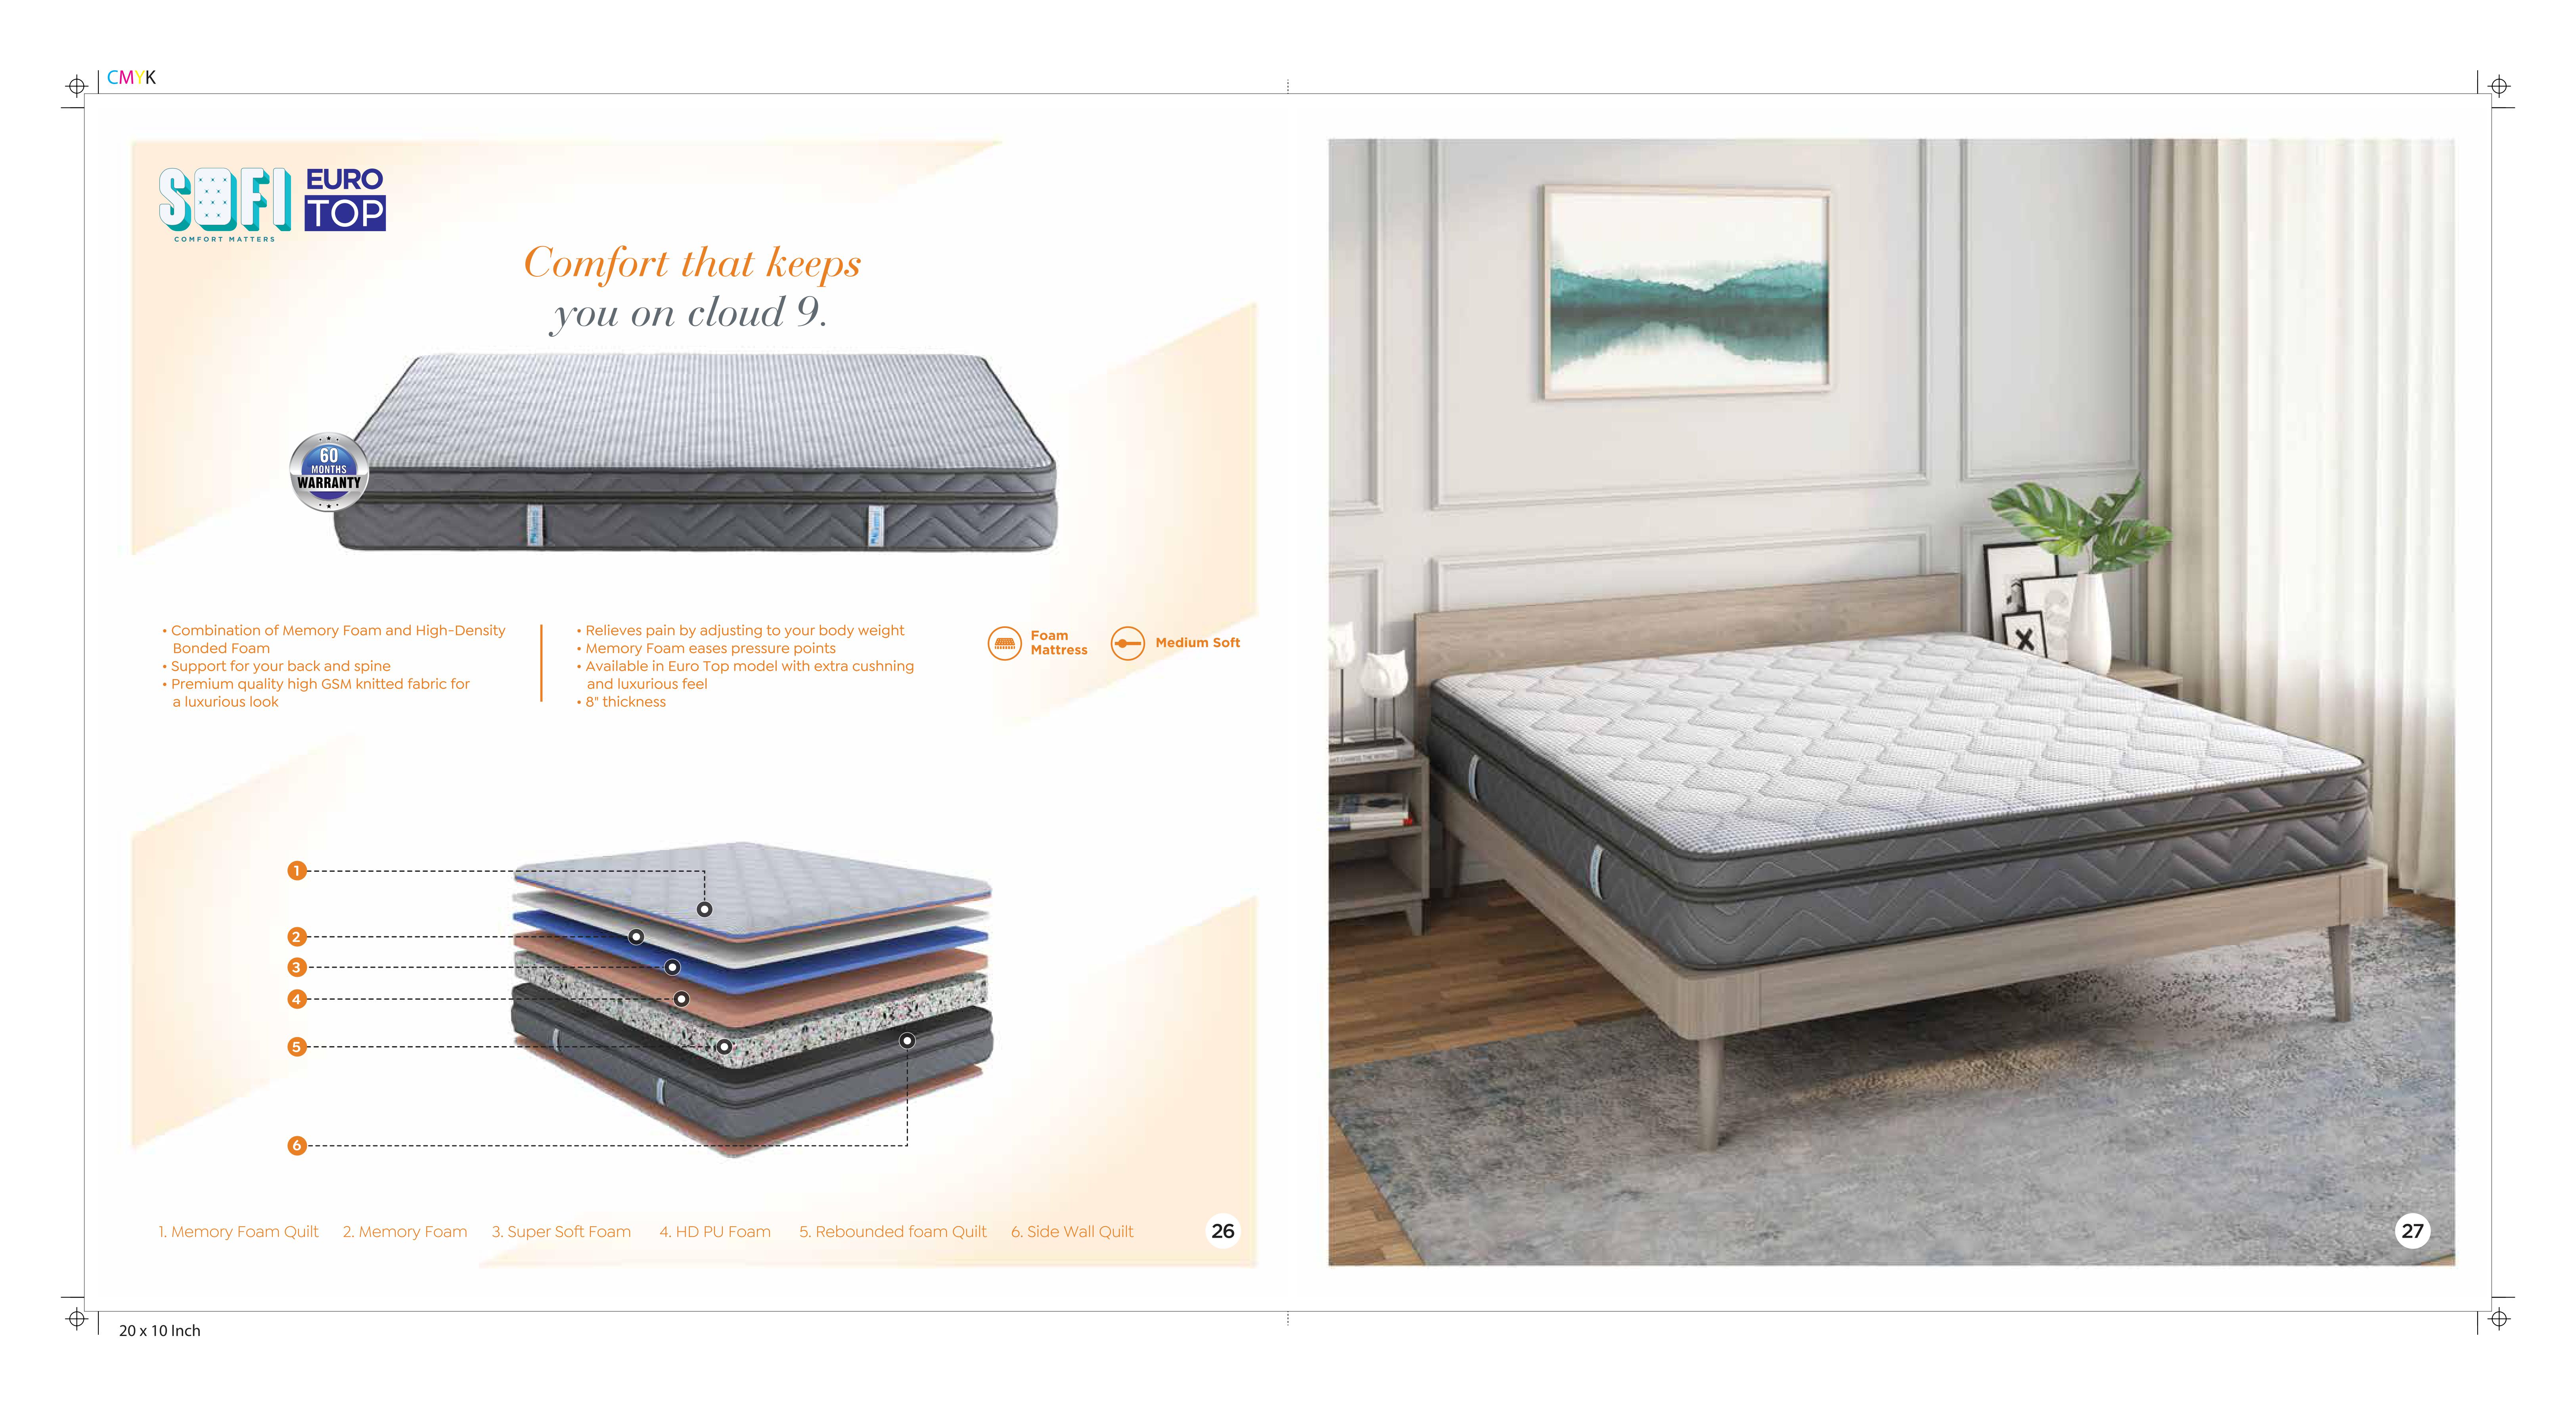 CMYK
SOFI
COMFORT MATTERS
EURO
TOP
Comfort that keeps
you on cloud 9.
60
MONTHS
WARRANTY
• Combination of Memory Foam and High-Density
Bonded Foam
• Support for your back and spine
• Premium quality high GSM knitted fabric for
a luxurious look
• Relieves pain by adjusting to your body weight
• Memory Foam eases pressure points
• Available in Euro Top model with extra cushning
and luxurious feel
• 8" thickness
Foam
Mattress
Medium Soft
1
2
3
4
5
6
1. Memory Foam Quilt 2. Memory Foam 3. Super Soft Foam 4. HD PU Foam 5. Rebounded foam Quilt 6. Side Wall Quilt
26
27
20 x 10 Inch